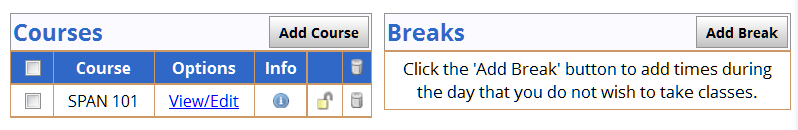 Courses
Add Course
Course Options Info
SPAN 101 View/Edit
Breaks
Add Break
Click the 'Add Break' button to add times during
the day that you do not wish to take classes.